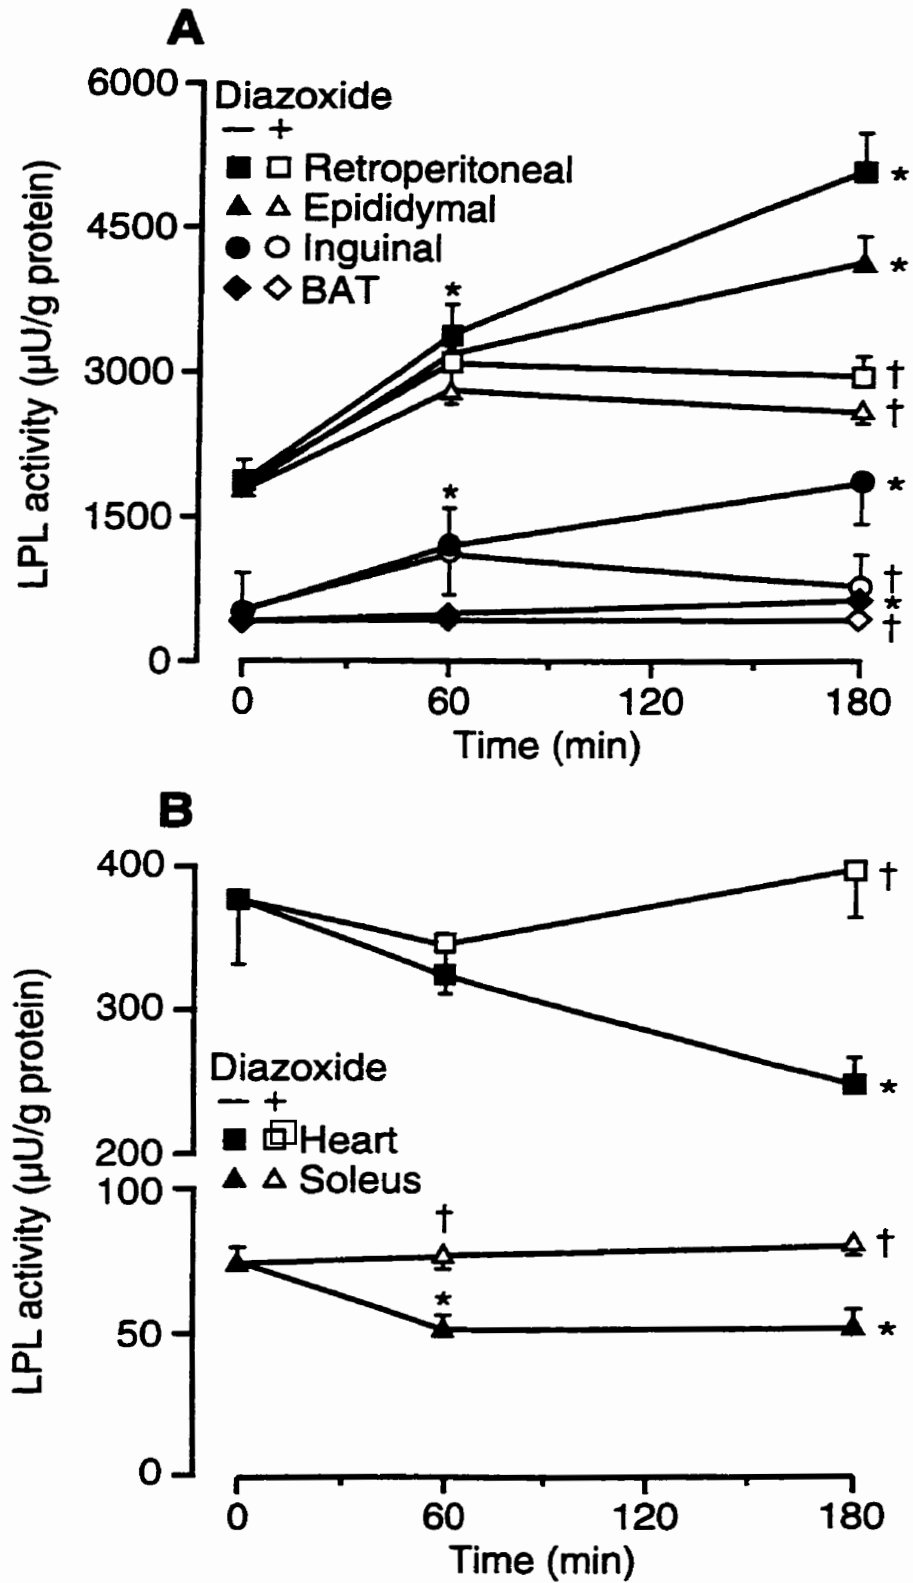 A
6000
4500
3000
1500
0
LPL activity (µU/g protein)
Diazoxide
— +
Retroperitoneal
Epididymal
Inguinal
BAT
*
*
*
*
†
†
*
†
*
†
0 60 120 180
Time (min)
B
400
300
200
100
50
0
LPL activity (µU/g protein)
Diazoxide
— +
Heart
Soleus
†
*
†
*
†
*
0 60 120 180
Time (min)